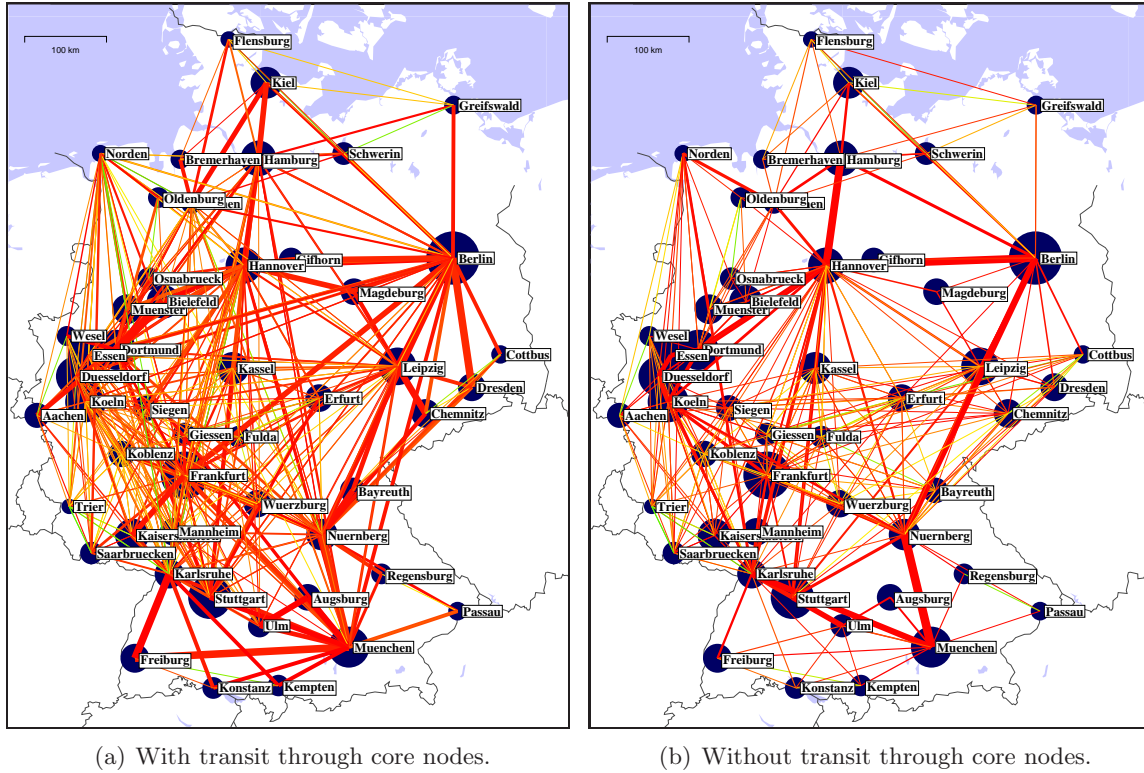 100 km
Flensburg
Kiel
Greifswald
Norden
Bremerhaven
Hamburg
Schwerin
Oldenburg
Hannover
Gifhorn
Berlin
Osnabrueck
Bielefeld
Magdeburg
Muenster
Wesel
Dortmund
Essen
Cottbus
Duesseldorf
Kassel
Leipzig
Dresden
Koeln
Erfurt
Aachen
Siegen
Chemnitz
Giessen
Fulda
Koblenz
Frankfurt
Bayreuth
Trier
Wuerzburg
Mannheim
Nuernberg
Saarbruecken
Karlsruhe
Regensburg
Stuttgart
Augsburg
Passau
Ulm
Muenchen
Freiburg
Konstanz
Kempten
(a) With transit through core nodes.
100 km
Flensburg
Kiel
Greifswald
Norden
Bremerhaven
Hamburg
Schwerin
Oldenburg
Hannover
Gifhorn
Berlin
Osnabrueck
Bielefeld
Magdeburg
Muenster
Wesel
Dortmund
Essen
Cottbus
Duesseldorf
Kassel
Leipzig
Dresden
Koeln
Erfurt
Aachen
Siegen
Chemnitz
Giessen
Fulda
Koblenz
Frankfurt
Bayreuth
Trier
Wuerzburg
Mannheim
Nuernberg
Saarbruecken
Karlsruhe
Regensburg
Stuttgart
Augsburg
Passau
Ulm
Muenchen
Freiburg
Konstanz
Kempten
(b) Without transit through core nodes.